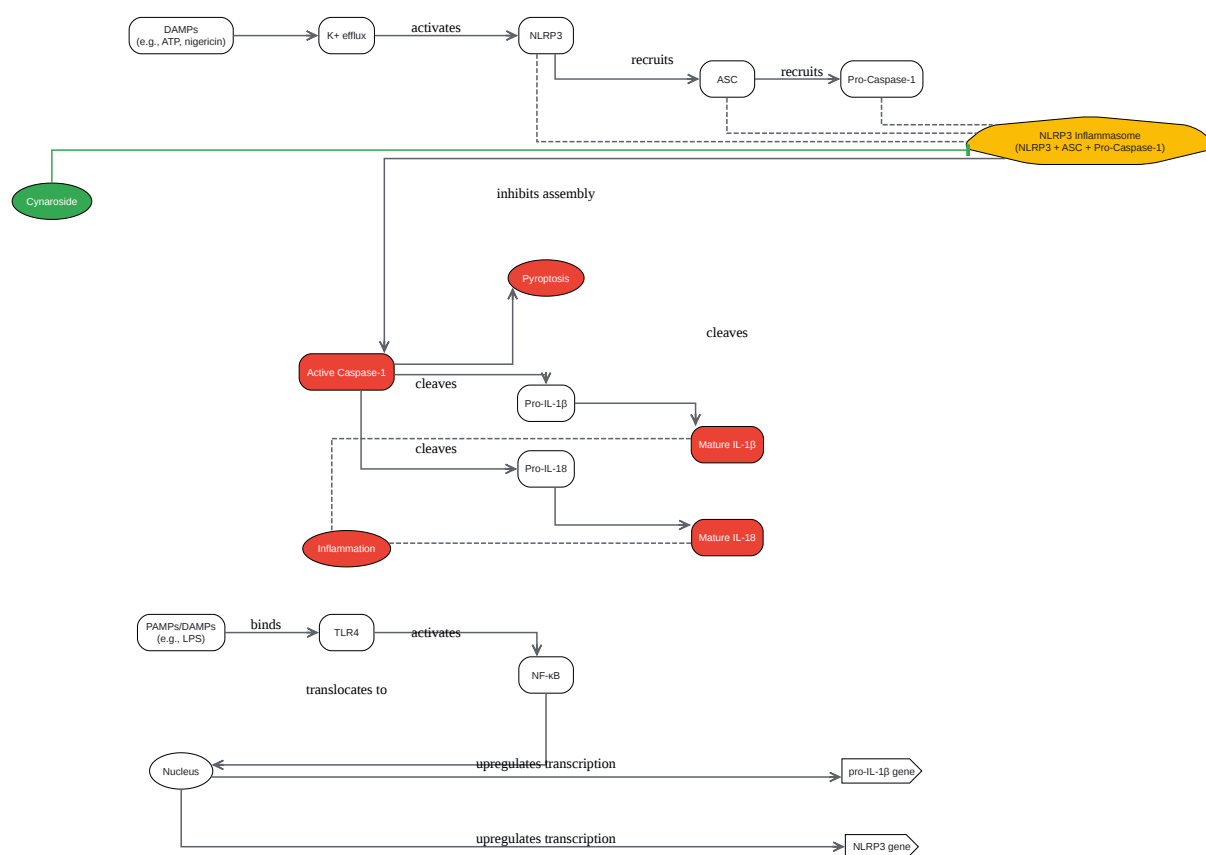 DAMPs
(e.g., ATP, nigericin)
K+ efflux
activates
NLRP3
recruits
ASC
recruits
Pro-Caspase-1
NLRP3 Inflammasome
(NLRP3 + ASC + Pro-Caspase-1)
Cynaroside
inhibits assembly
Pyroptosis
cleaves
Active Caspase-1
cleaves
Pro-IL-1β
Mature IL-1β
cleaves
Pro-IL-18
Mature IL-18
Inflammation
PAMPs/DAMPs
(e.g., LPS)
binds
TLR4
activates
NF-κB
translocates to
Nucleus
upregulates transcription
pro-IL-1β gene
upregulates transcription
NLRP3 gene